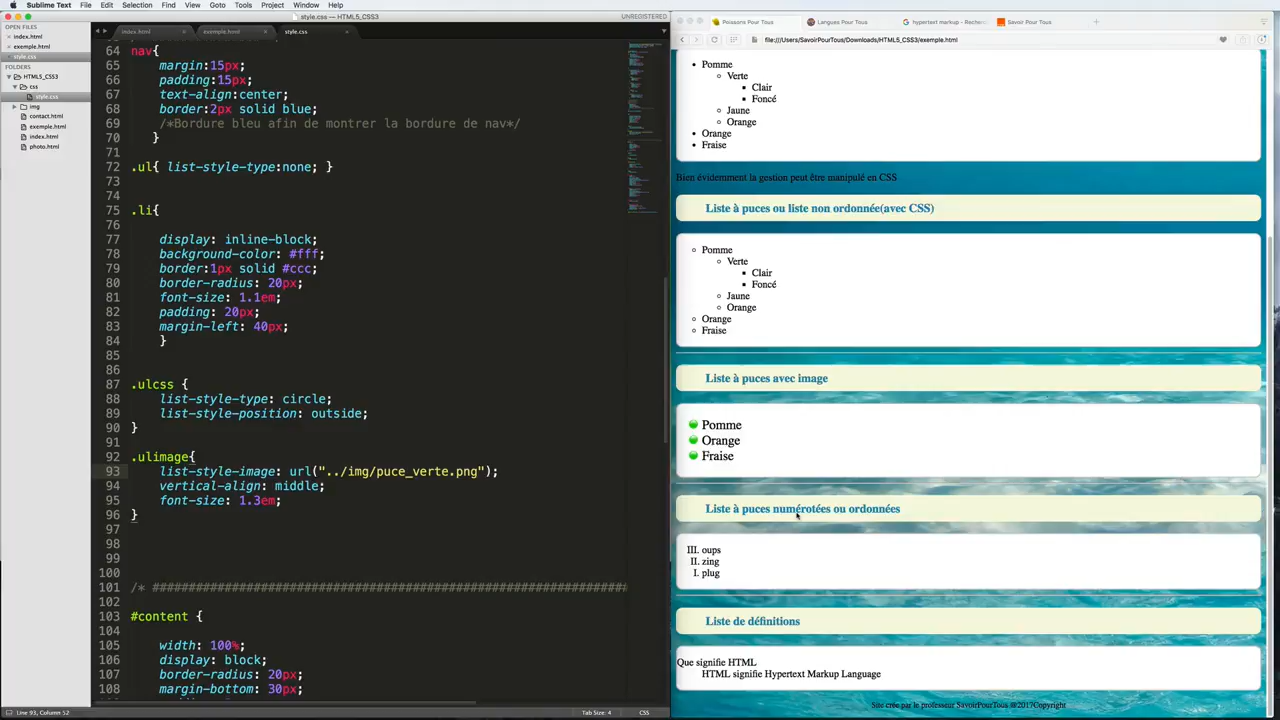 Sublime Text File Edit Selection Find View Goto Tools Project Window Help
style.css — HTML5_CSS3
UNREGISTERED
OPEN FILES
index.html
exemple.html
style.css
FOLDERS
HTML5_CSS3
css
style.css
img
contact.html
exemple.html
index.html
photo.html
index.html
exemple.html
style.css
64 nav{
65 margin:15px;
66 padding:15px;
67 text-align:center;
68 border:2px solid blue;
69 /*Bordure bleu afin de montrer la bordure de nav*/
70 }
71
72 .ul{ list-style-type:none; }
73
74
75 .li{
76
77 display: inline-block;
78 background-color: #fff;
79 border:1px solid #ccc;
80 border-radius: 20px;
81 font-size: 1.1em;
82 padding: 20px;
83 margin-left: 40px;
84 }
85
86
87 .ulcss {
88 list-style-type: circle;
89 list-style-position: outside;
90 }
91
92 .ulimage{
93 list-style-image: url("../img/puce_verte.png");
94 vertical-align: middle;
95 font-size: 1.3em;
96 }
97
98
99
100
101 /* ################################################################
102
103 #content {
104
105 width: 100%;
106 display: block;
107 border-radius: 20px;
108 margin-bottom: 30px;
Line 93, Column 52
Tab Size: 4
CSS
Poissons Pour Tous
Langues Pour Tous
hypertext markup - Recherc
Savoir Pour Tous
file:///Users/SavoirPourTous/Downloads/HTML5_CSS3/exemple.html
Pomme
Verte
Clair
Foncé
Jaune
Orange
Orange
Fraise
Bien évidemment la gestion peut être manipulé en CSS
Liste à puces ou liste non ordonnée(avec CSS)
Pomme
Verte
Clair
Foncé
Jaune
Orange
Orange
Fraise
Liste à puces avec image
Pomme
Orange
Fraise
Liste à puces numérotées ou ordonnées
III. oups
II. zing
I. plug
Liste de définitions
Que signifie HTML
HTML signifie Hypertext Markup Language
Site crée par le professeur SavoirPourTous @2017Copyright